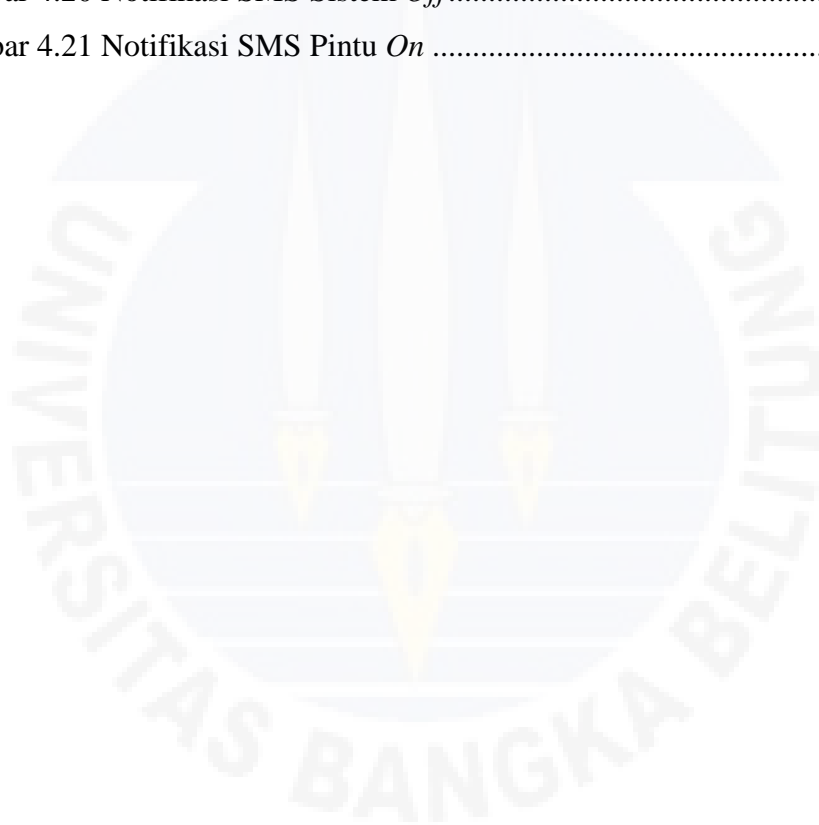 ar 4.20 Notifikasi SMS Sistem Off
bar 4.21 Notifikasi SMS Pintu On ..........................................
UNIVERSITAS BANGKA BELITUNG